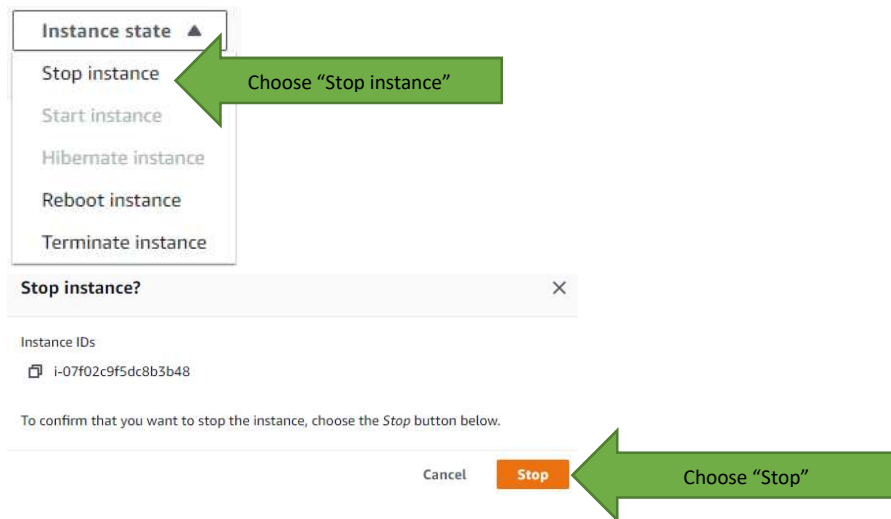 Instance state ▲
Stop instance
Choose “Stop instance”
Start instance
Hibernate instance
Reboot instance
Terminate instance
Stop instance?
Instance IDs
i-07f02c9f5dc8b3b48
To confirm that you want to stop the instance, choose the Stop button below.
Cancel
Stop
Choose “Stop”